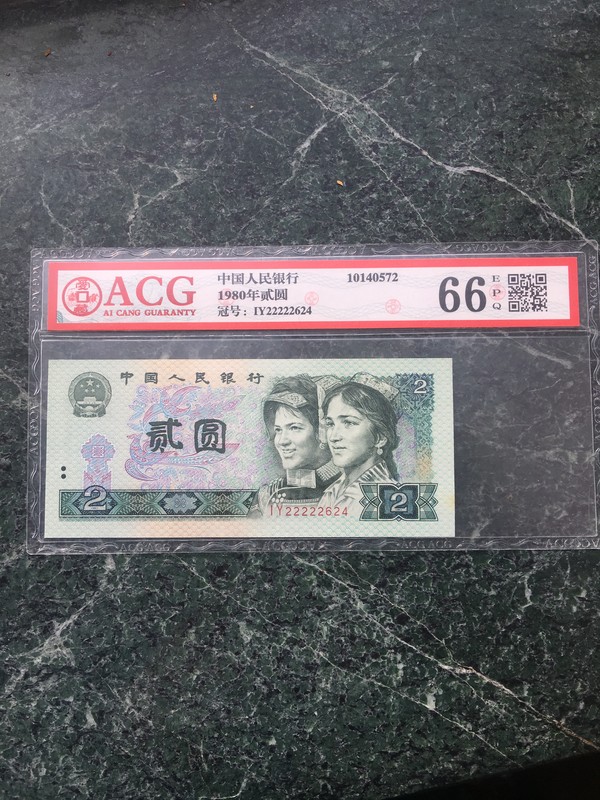 ACG
AI CANG GUARANTY
中国人民银行 10140572
1980年贰圆
冠号: IY22222624
66 EPQ
中国人民银行
2
贰圆
2
2
IY22222624